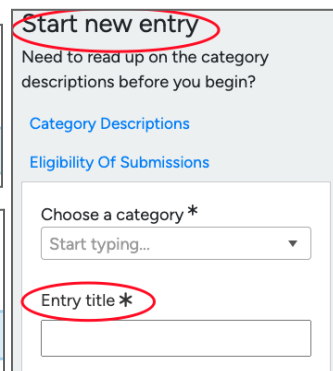 Start new entry
Need to read up on the category
descriptions before you begin?
Category Descriptions
Eligibility Of Submissions
Choose a category *
Start typing...
Entry title *